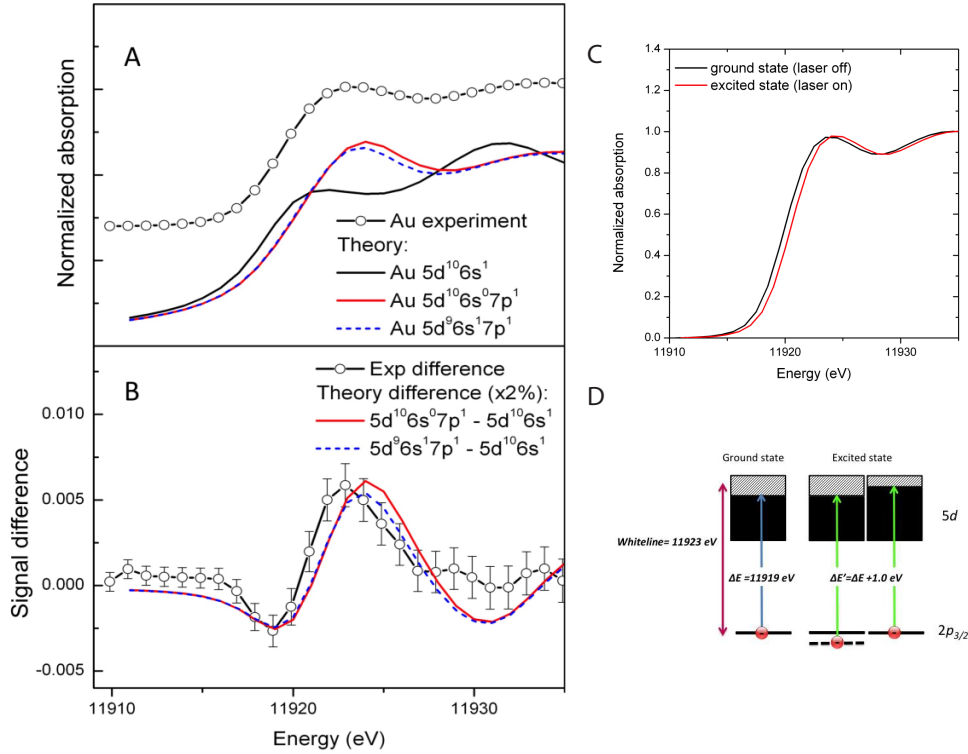 A
Normalized absorption
Au experiment
Theory:
Au 5d¹⁰6s¹
Au 5d¹⁰6s⁰7p¹
Au 5d⁹6s¹7p¹
B
Exp difference
Theory difference (x2%):
5d¹⁰6s⁰7p¹ - 5d¹⁰6s¹
5d⁹6s¹7p¹ - 5d¹⁰6s¹
Signal difference
0.010
0.005
0.000
-0.005
11910
11920
11930
Energy (eV)
C
ground state (laser off)
excited state (laser on)
Normalized absorption
1.4
1.2
1.0
0.8
0.6
0.4
0.2
0.0
11910
11920
11930
Energy (eV)
D
Ground state
Excited state
5d
Whiteline= 11923 eV
ΔE =11919 eV
ΔE'=ΔE +1.0 eV
2p₃/₂